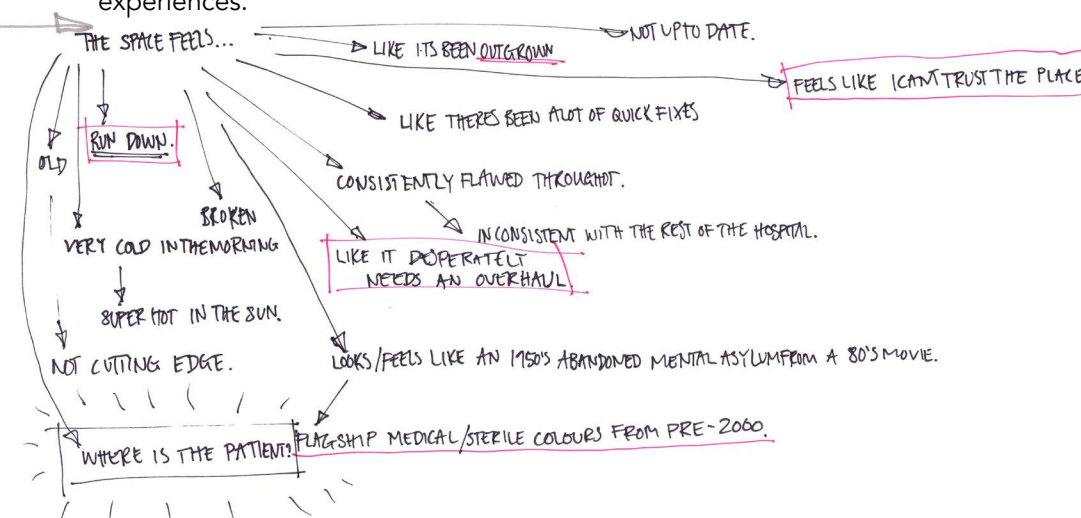 experiences.
THE SPACE FEELS...
NOT UP TO DATE.
LIKE ITS BEEN OUTGROWN
FEELS LIKE I CANT TRUST THE PLACE
LIKE THERES BEEN ALOT OF QUICK FIXES
RUN DOWN.
OLD
CONSISTENTLY FLAWED THROUGHOT.
BROKEN
INCONSISTENT WITH THE REST OF THE HOSPITAL.
VERY COLD IN THE MORNING
LIKE IT DOPERATELT
NEEDS AN OVERHAUL.
SUPER HOT IN THE SUN.
NOT CUTTING EDGE.
LOOKS/FEELS LIKE AN 1950'S ABANDONED MENTAL ASYLUM FROM A 80'S MOVIE.
FLAGSHIP MEDICAL/STERILE COLOURS FROM PRE-2000.
WHERE IS THE PATIENT?